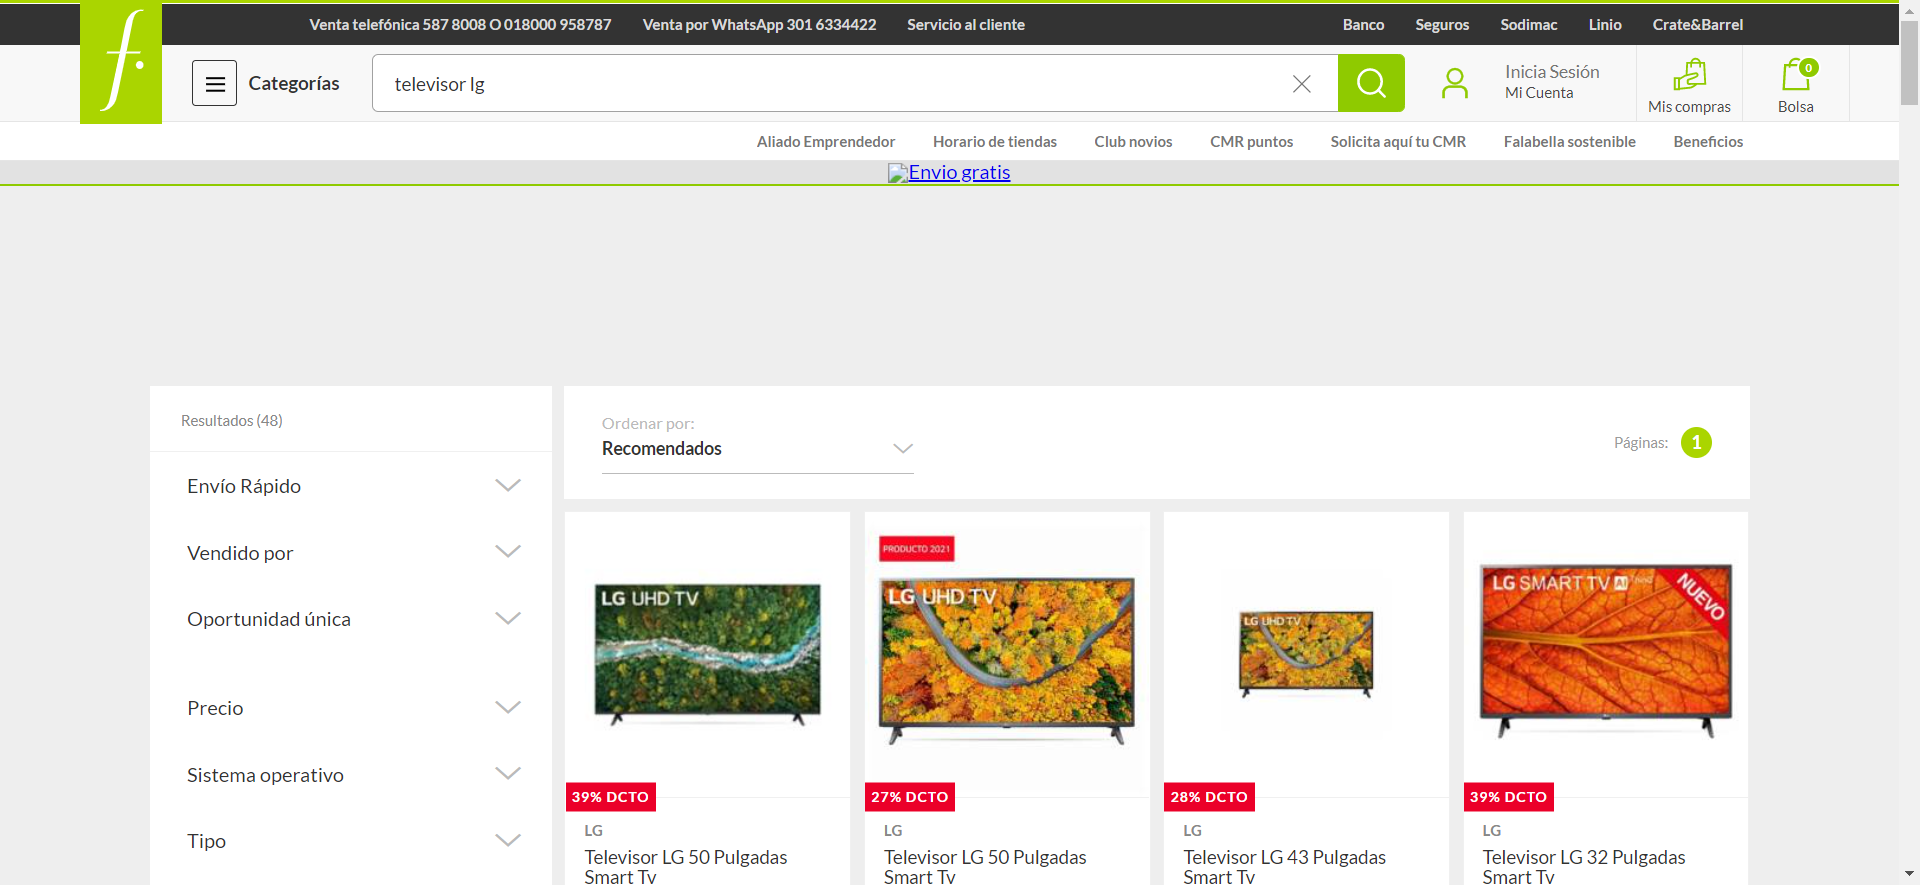 Venta telefónica 587 8008 O 018000 958787 Venta por WhatsApp 301 6334422 Servicio al cliente Banco Seguros Sodimac Linio Crate&Barrel
f.
Categorías televisor lg Inicia Sesión
Mi Cuenta
Mis compras
0
Bolsa
Aliado Emprendedor Horario de tiendas Club novios CMR puntos Solicita aquí tu CMR Falabella sostenible Beneficios
Envio gratis
Resultados (48)
Envío Rápido
Vendido por
Oportunidad única
Precio
Sistema operativo
Tipo
Ordenar por:
Recomendados
Páginas: 1
LG UHD TV
39% DCTO
LG
Televisor LG 50 Pulgadas
Smart Tv
PRODUCTO 2021
LG UHD TV
27% DCTO
LG
Televisor LG 50 Pulgadas
Smart Tv
LG UHD TV
28% DCTO
LG
Televisor LG 43 Pulgadas
Smart Tv
LG SMART TV AI ThinQ
NUEVO
39% DCTO
LG
Televisor LG 32 Pulgadas
Smart Tv